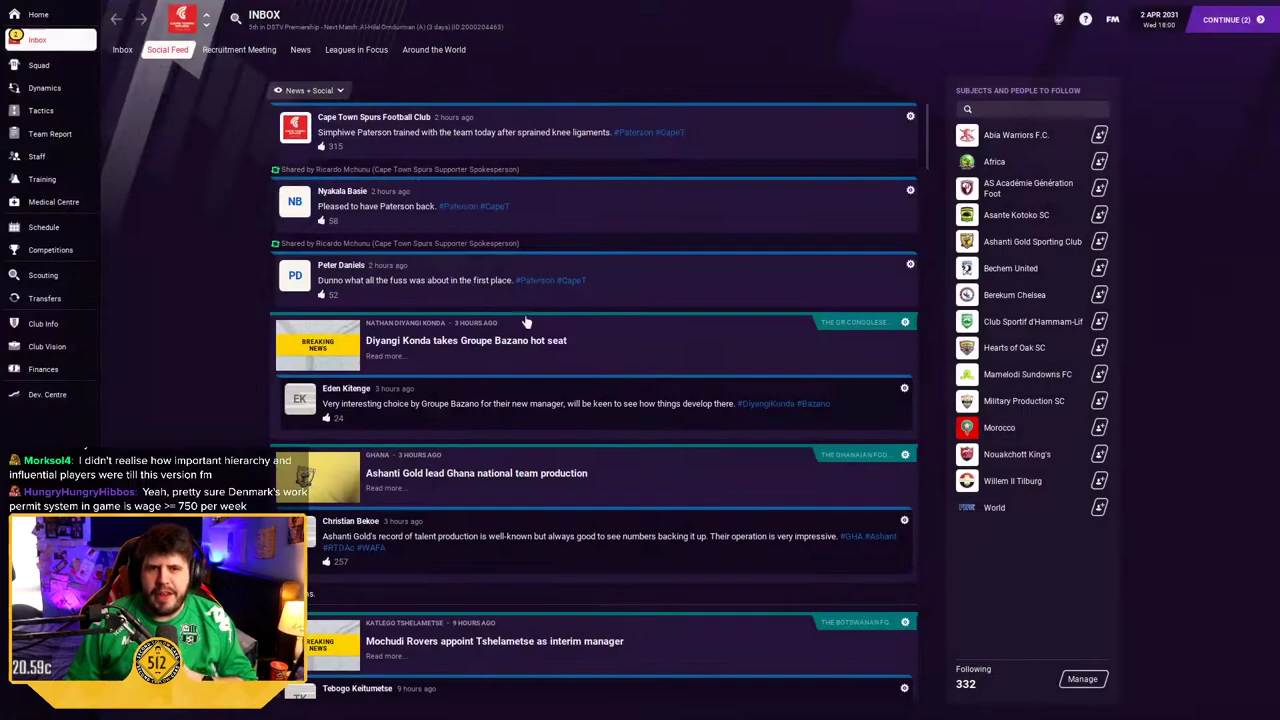 Home
INBOX
5th in DSTV Premiership - Next Match: Al-Hilal Omdurman (A) (3 days) (ID:2000204463)
FM
2 APR 2031
Wed 18:00
CONTINUE (2)
2
Inbox
Inbox
Social Feed
Recruitment Meeting
News
Leagues in Focus
Around the World
Squad
Dynamics
Tactics
Team Report
Staff
Training
Medical Centre
Schedule
Competitions
Scouting
Transfers
Club Info
Club Vision
Finances
Dev. Centre
News + Social
Cape Town Spurs Football Club 2 hours ago
Simphiwe Paterson trained with the team today after sprained knee ligaments. #Paterson #CapeT
315
Shared by Ricardo Mchunu (Cape Town Spurs Supporter Spokesperson)
NB
Nyakala Basie 2 hours ago
Pleased to have Paterson back. #Paterson #CapeT
58
Shared by Ricardo Mchunu (Cape Town Spurs Supporter Spokesperson)
PD
Peter Daniels 2 hours ago
Dunno what all the fuss was about in the first place. #Paterson #CapeT
52
BREAKING
NEWS
NATHAN DIYANGI KONDA - 3 HOURS AGO
THE DR CONGOLESE...
Diyangi Konda takes Groupe Bazano hot seat
Read more...
EK
Eden Kitenge 3 hours ago
Very interesting choice by Groupe Bazano for their new manager, will be keen to see how things develop there. #DiyangiKonda #Bazano
24
GHANA - 3 HOURS AGO
THE GHANAIAN FOO...
Ashanti Gold lead Ghana national team production
Read more...
Christian Bekoe 3 hours ago
Ashanti Gold's record of talent production is well-known but always good to see numbers backing it up. Their operation is very impressive. #GHA #Ashant
#RTDAc #WAFA
257
ns.
KATLEGO TSHELAMETSE - 9 HOURS AGO
THE BOTSWANAN FO...
REAKING
NEWS
Mochudi Rovers appoint Tshelametse as interim manager
Read more...
TK
Tebogo Keitumetse 9 hours ago
SUBJECTS AND PEOPLE TO FOLLOW
Abia Warriors F.C.
Africa
AS Académie Génération
Foot
Asante Kotoko SC
Ashanti Gold Sporting Club
Bechem United
Berekum Chelsea
Club Sportif d'Hammam-Lif
Hearts of Oak SC
Mamelodi Sundowns FC
Military Production SC
Morocco
Nouakchott King's
Willem II Tilburg
World
Following
332
Manage
Morksol4: I didn't realise how important hierarchy and
influential players were till this version fm
HungryHungryHibbos: Yeah, pretty sure Denmark's work
permit system in game is wage >= 750 per week
20.59c
512